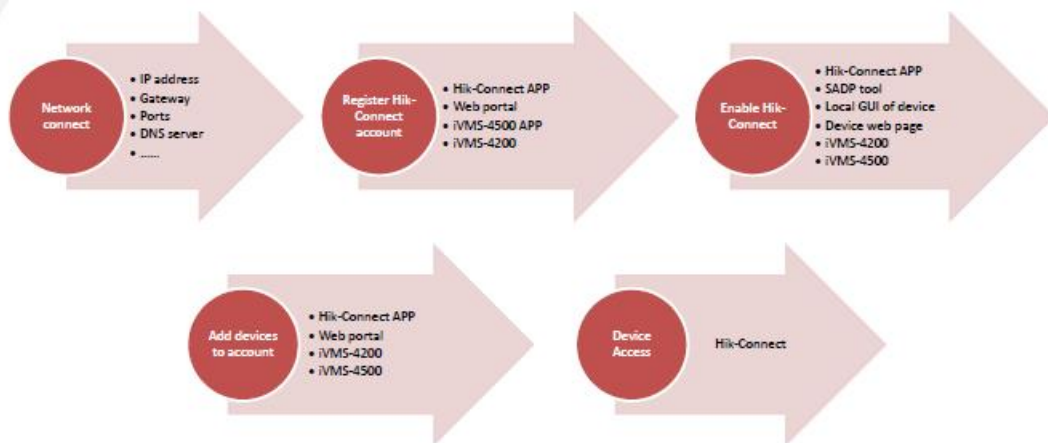 Network
connect
• IP address
• Gateway
• Ports
• DNS server
• ......
Register Hik-
Connect
account
• Hik-Connect APP
• Web portal
• iVMS-4500 APP
• iVMS-4200
Enable Hik-
Connect
• Hik-Connect APP
• SADP tool
• Local GUI of device
• Device web page
• iVMS-4200
• iVMS-4500
Add devices
to account
• Hik-Connect APP
• Web portal
• iVMS-4200
• iVMS-4500
Device
Access
Hik-Connect